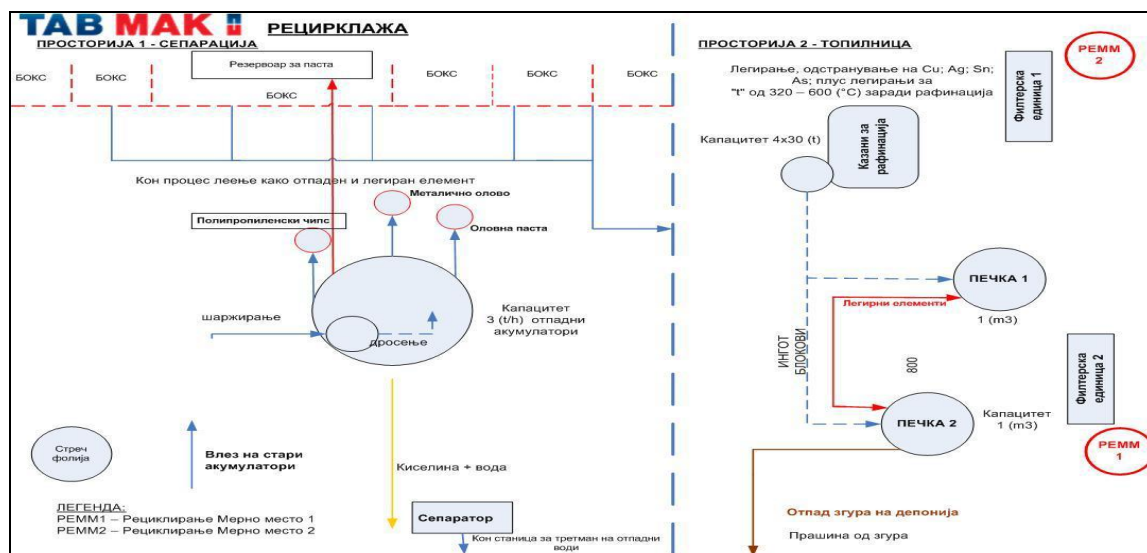 TAB MAK
РЕЦИРКЛАЖА
ПРОСТОРИЈА 1 - СЕПАРАЦИЈА
БОКС
БОКС
Резервоар за паста
БОКС
БОКС
БОКС
БОКС
Кон процес леење како отпаден и легиран елемент
Металично олово
Полипропиленски чипс
Оловна паста
шаржирање
дросење
Капацитет
3 (t/h) отпадни
акумулатори
Стреч
фолија
Влез на стари
акумулатори
Киселина + вода
ЛЕГЕНДА:
РЕММ1 – Рециклирање Мерно место 1
РЕММ2 – Рециклирање Мерно место 2
Сепаратор
Кон станица за третман на отпадни
води
ПРОСТОРИЈА 2 - ТОПИЛНИЦА
РЕММ
2
Легирање, одстранување на Cu; Ag; Sn;
As; плус легирањи за
"t" од 320 – 600 (°C) заради рафинација
Филтерска
единица 1
Капацитет 4x30 (t)
Казани за
рафинација
ПЕЧКА 1
Легирни елементи
1 (m3)
ИНГОТ
БЛОКОВИ
800
Филтерска
единица 2
ПЕЧКА 2
Капацитет
1 (m3)
РЕММ
1
Отпад згура на депонија
Прашина од згура